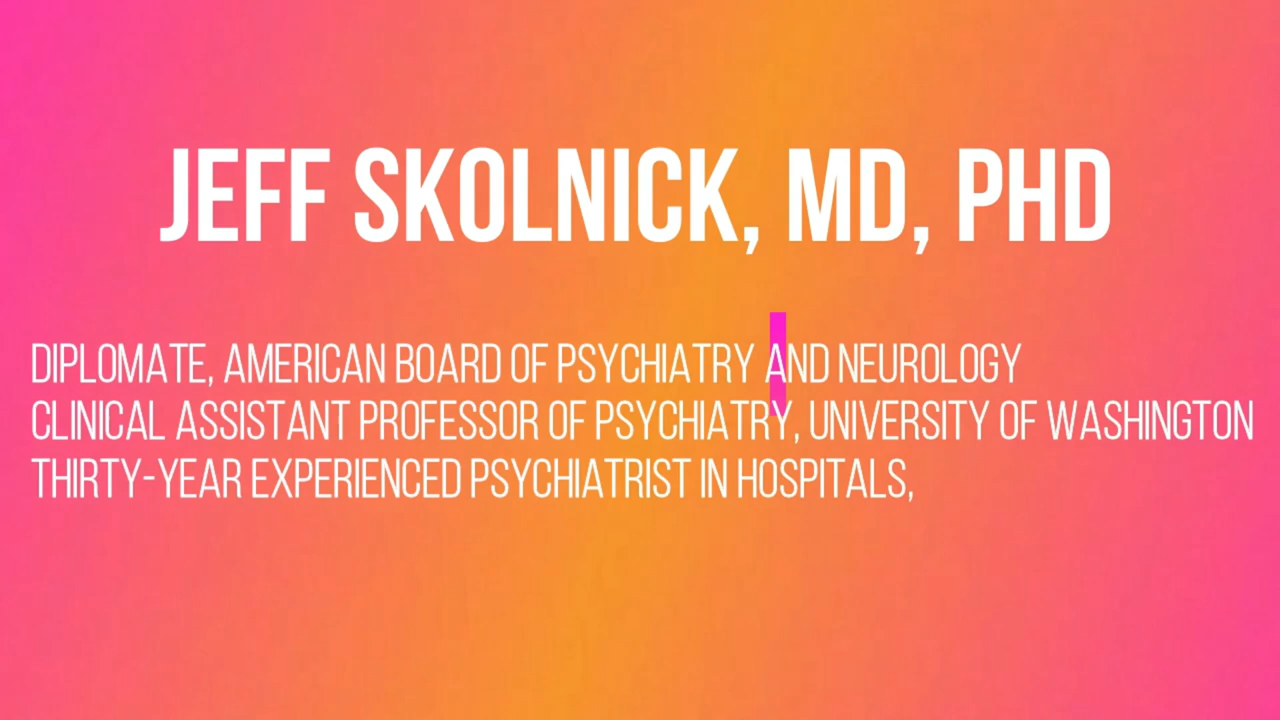 JEFF SKOLNICK, MD, PHD
DIPLOMATE, AMERICAN BOARD OF PSYCHIATRY AND NEUROLOGY
CLINICAL ASSISTANT PROFESSOR OF PSYCHIATRY, UNIVERSITY OF WASHINGTON
THIRTY-YEAR EXPERIENCED PSYCHIATRIST IN HOSPITALS,